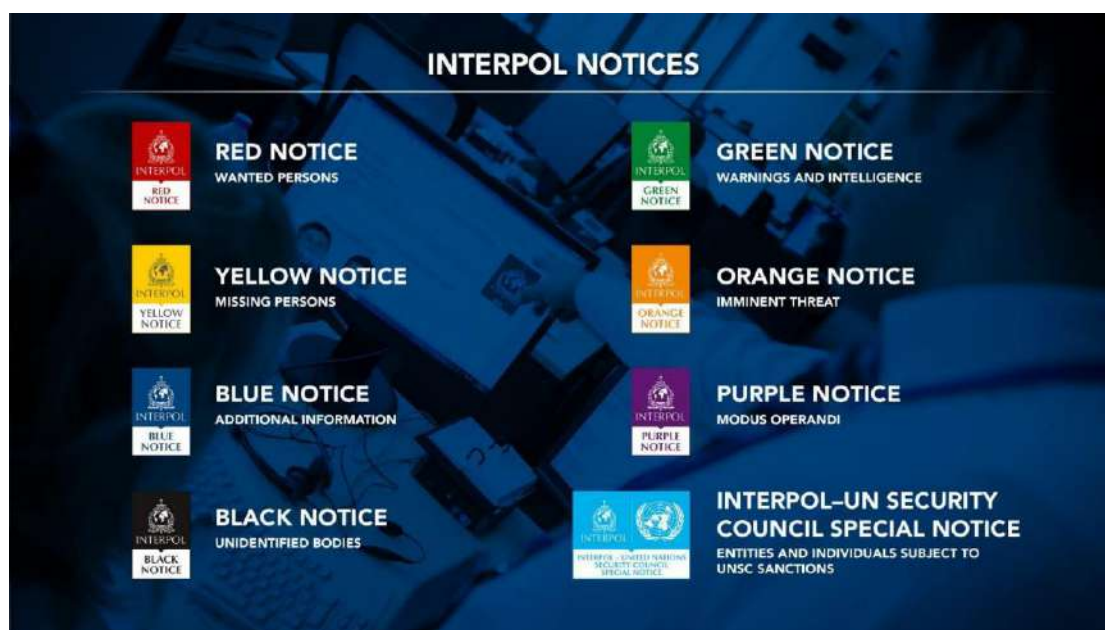 INTERPOL NOTICES
INTERPOL
RED
NOTICE
RED NOTICE
WANTED PERSONS
INTERPOL
YELLOW
NOTICE
YELLOW NOTICE
MISSING PERSONS
INTERPOL
BLUE
NOTICE
BLUE NOTICE
ADDITIONAL INFORMATION
INTERPOL
BLACK
NOTICE
BLACK NOTICE
UNIDENTIFIED BODIES
INTERPOL
GREEN
NOTICE
GREEN NOTICE
WARNINGS AND INTELLIGENCE
INTERPOL
ORANGE
NOTICE
ORANGE NOTICE
IMMINENT THREAT
INTERPOL
PURPLE
NOTICE
PURPLE NOTICE
MODUS OPERANDI
INTERPOL
INTERPOL - UNITED NATIONS
SECURITY COUNCIL
SPECIAL NOTICE
INTERPOL–UN SECURITY
COUNCIL SPECIAL NOTICE
ENTITIES AND INDIVIDUALS SUBJECT TO
UNSC SANCTIONS